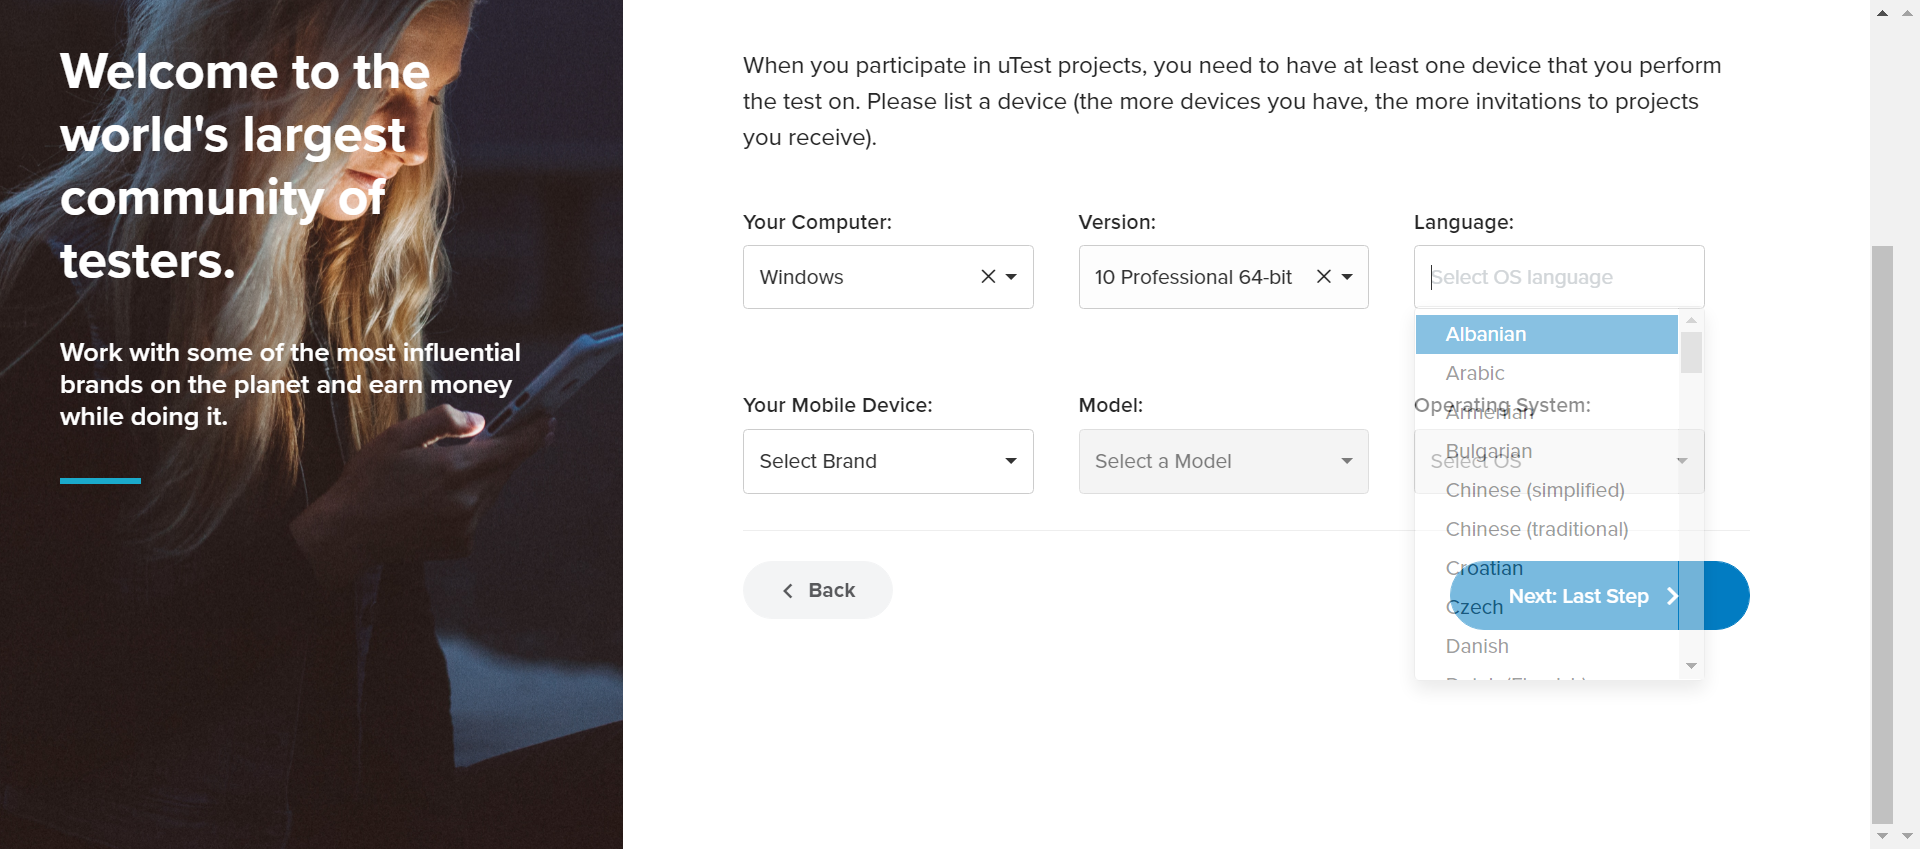 Welcome to the
world's largest
community of
testers.
Work with some of the most influential
brands on the planet and earn money
while doing it.
When you participate in uTest projects, you need to have at least one device that you perform
the test on. Please list a device (the more devices you have, the more invitations to projects
you receive).
Your Computer:
Windows
Version:
10 Professional 64-bit
Language:
Select OS language
Albanian
Arabic
Armenian
Bulgarian
Chinese (simplified)
Chinese (traditional)
Croatian
Czech
Danish
Your Mobile Device:
Select Brand
Model:
Select a Model
Operating System:
Select OS
Back
Next: Last Step